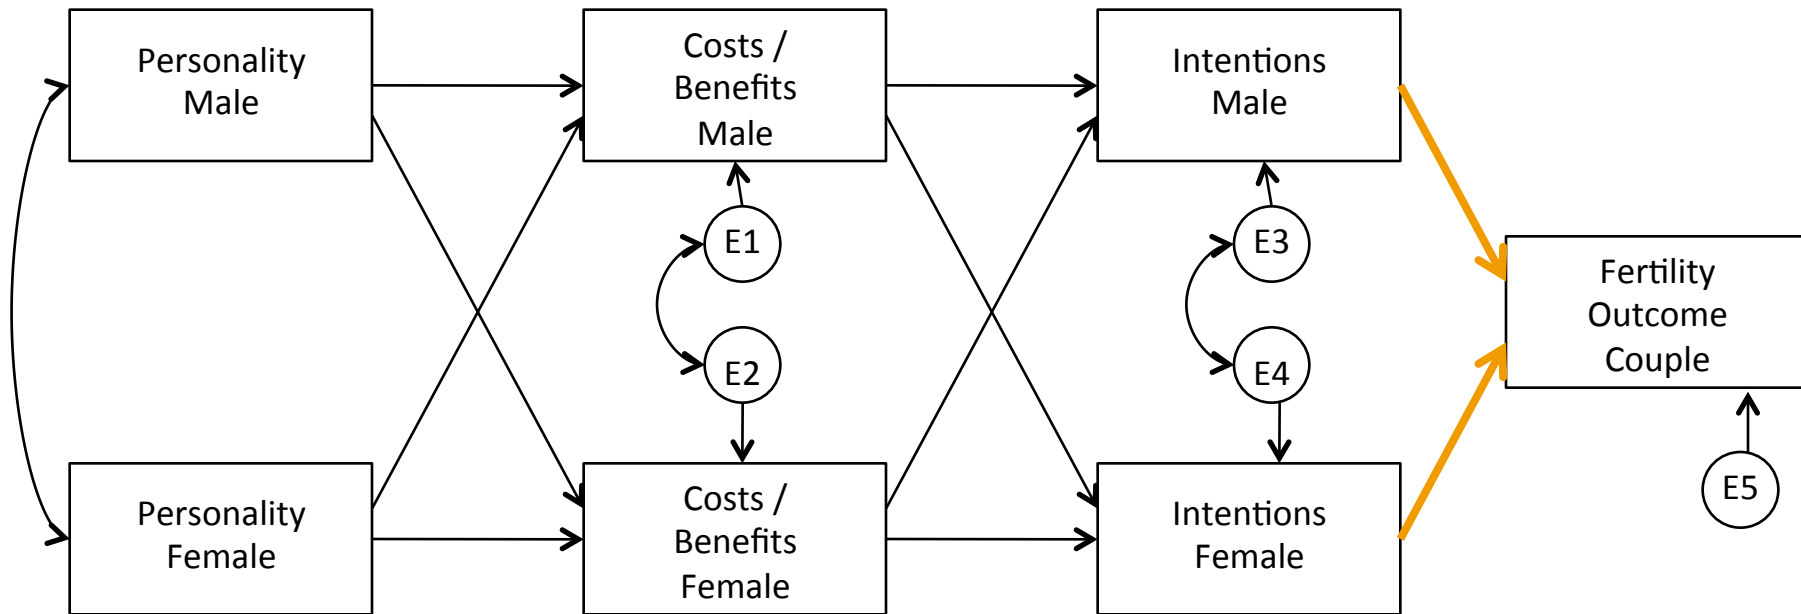 Personality
Male
Costs /
Benefits
Male
Intentions
Male
E1
E3
Fertility
Outcome
Couple
E2
E4
E5
Personality
Female
Costs /
Benefits
Female
Intentions
Female